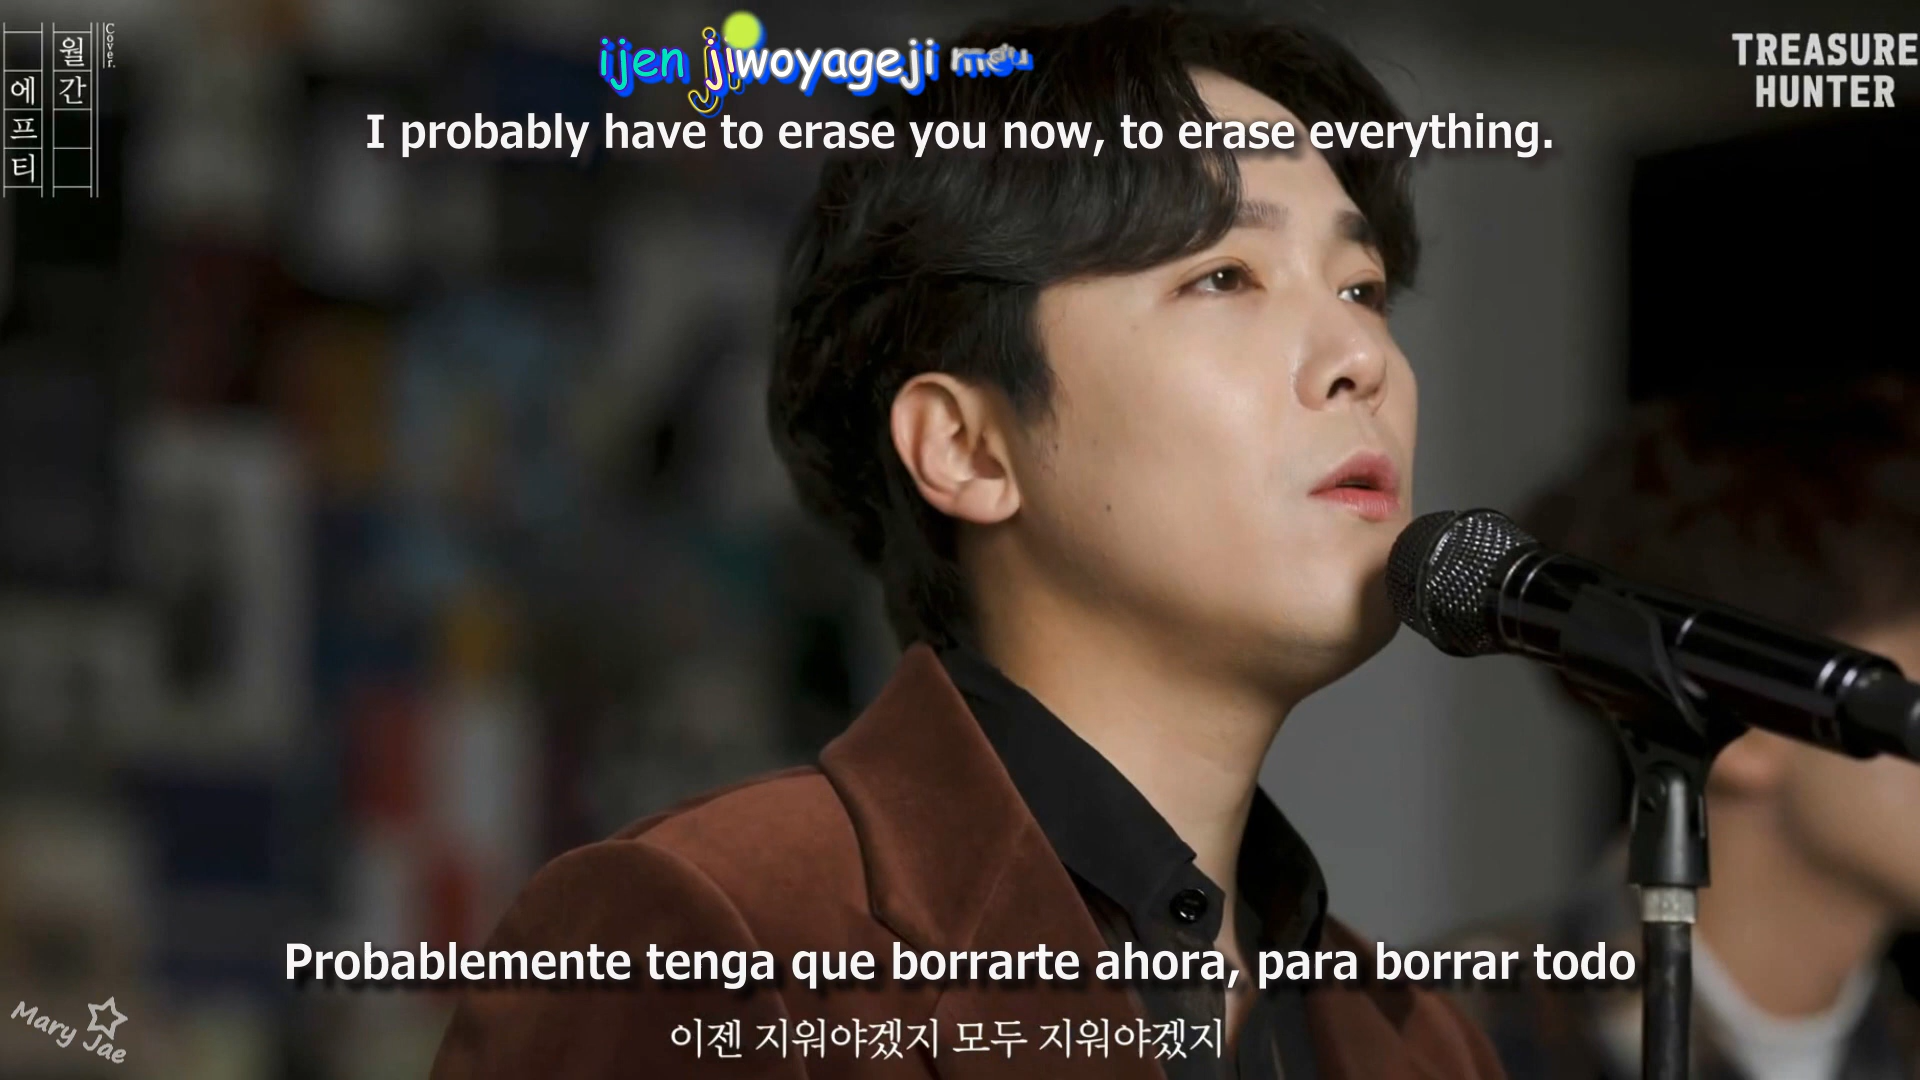 Cover.
월간
에프티
TREASURE
HUNTER
ijen jiwoyageji
I probably have to erase you now, to erase everything.
Probablemente tenga que borrarte ahora, para borrar todo
이젠 지워야겠지 모두 지워야겠지
Mary Jae